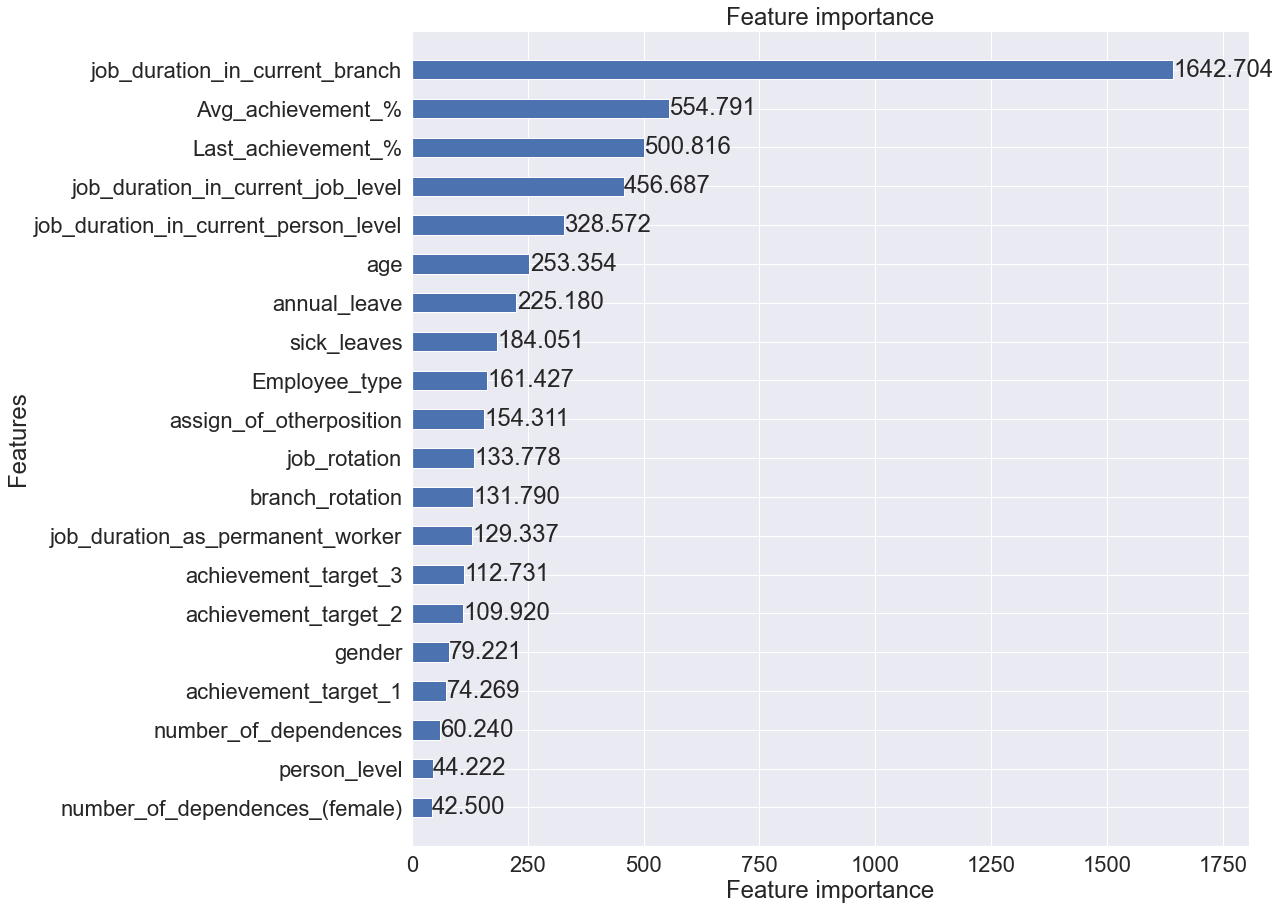 Feature importance
job_duration_in_current_branch 1642.704
Avg_achievement_% 554.791
Last_achievement_% 500.816
job_duration_in_current_job_level 456.687
job_duration_in_current_person_level 328.572
age 253.354
annual_leave 225.180
sick_leaves 184.051
Employee_type 161.427
assign_of_otherposition 154.311
job_rotation 133.778
branch_rotation 131.790
job_duration_as_permanent_worker 129.337
achievement_target_3 112.731
achievement_target_2 109.920
gender 79.221
achievement_target_1 74.269
number_of_dependences 60.240
person_level 44.222
number_of_dependences_(female) 42.500
Features
0 250 500 750 1000 1250 1500 1750
Feature importance